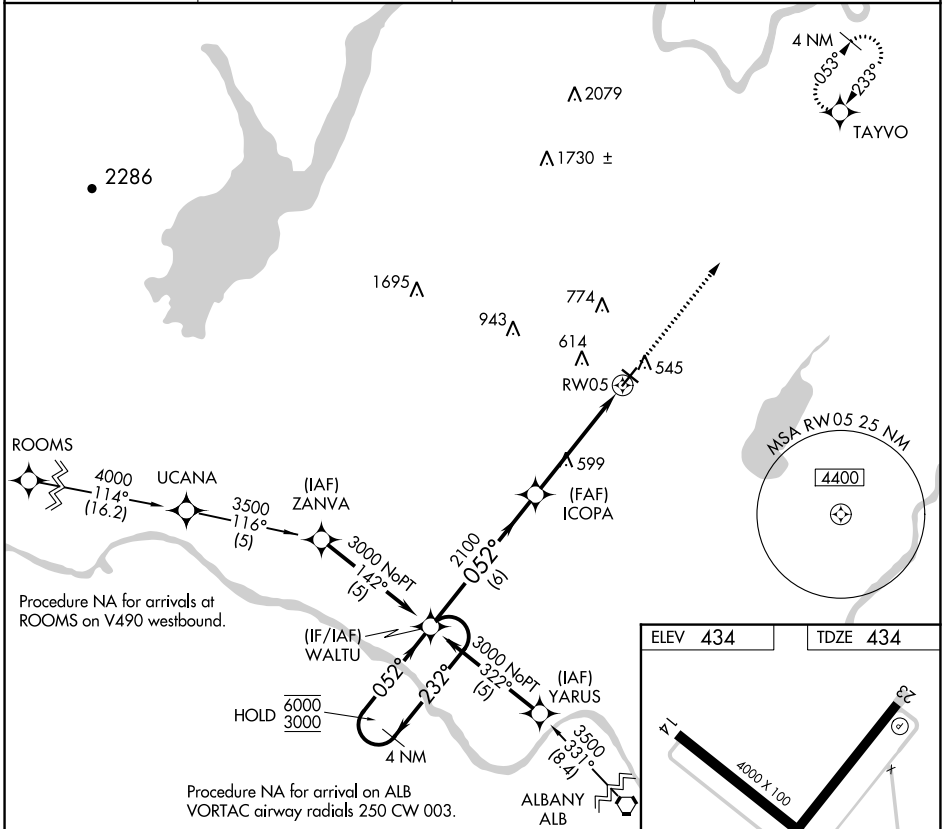 4 NM
053°
233°
TAYVO
2079
1730 ±
2286
1695
943
774
614
545
RW05
599
MSA RW05 25 NM
4400
ROOMS
4000
114°
(16.2)
UCANA
3500
116°
(5)
(IAF)
ZANVA
3000 NoPT
142°
(5)
(FAF)
ICOPA
2100
052°
(6)
Procedure NA for arrivals at
ROOMS on V490 westbound.
(IF/IAF)
WALTU
052°
232°
3000 NoPT
322°
(5)
(IAF)
YARUS
HOLD 6000
3000
4 NM
3500
331°
(8.4)
ALBANY
ALB
Procedure NA for arrival on ALB
VORTAC airway radials 250 CW 003.
ELEV 434
TDZE 434
23
P
14
4000 X 100
X